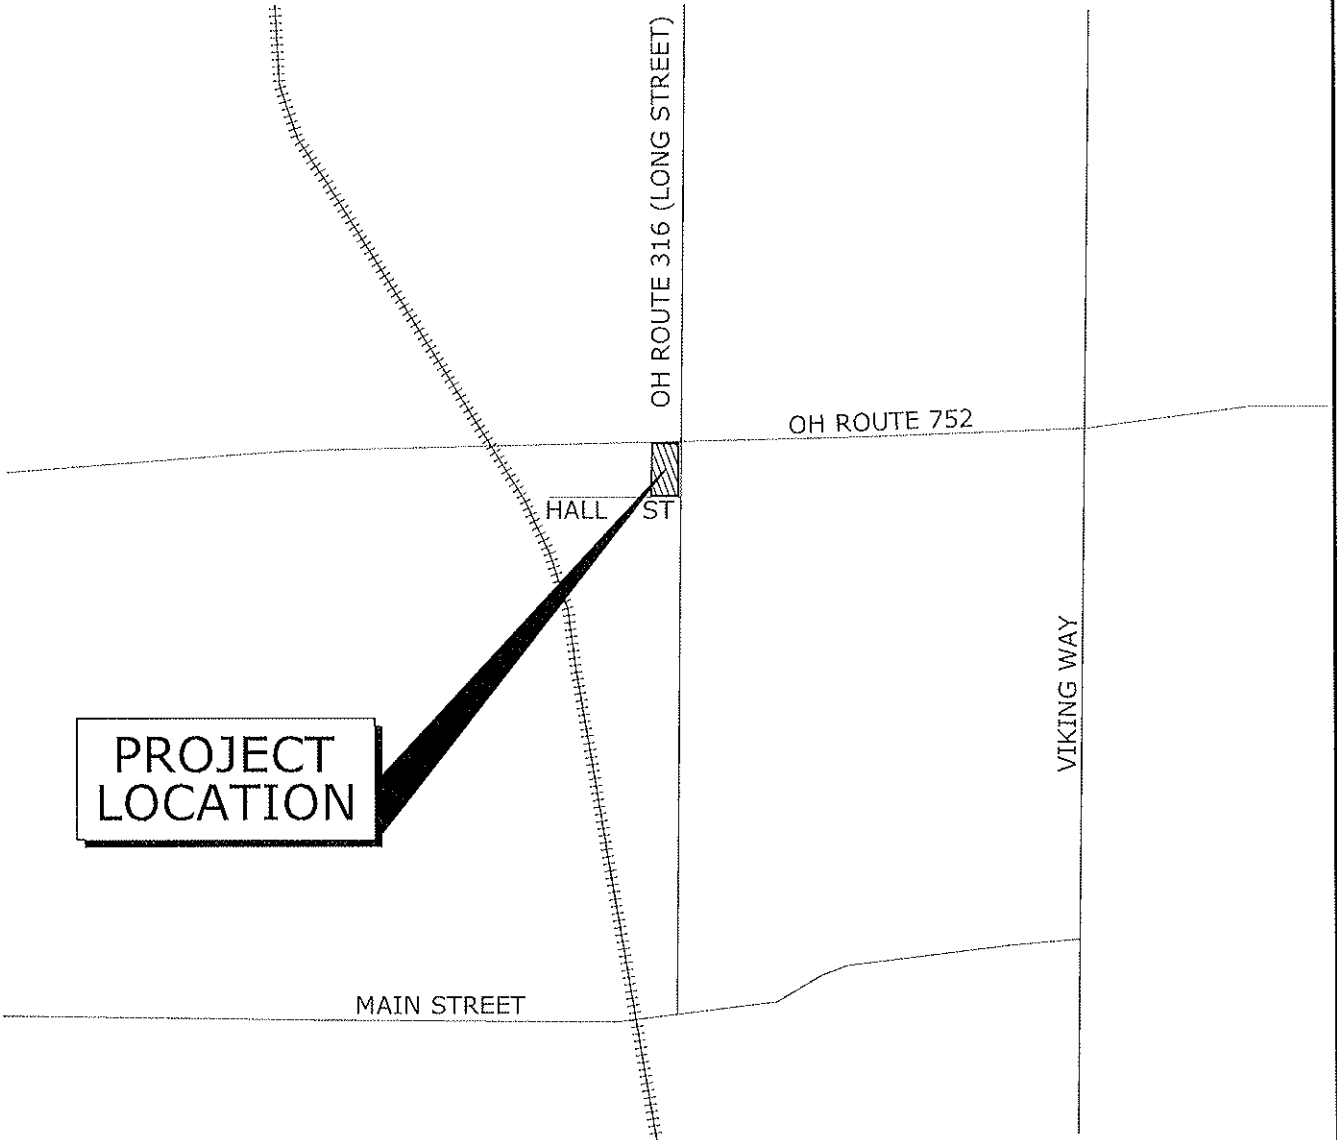 OH ROUTE 316 (LONG STREET)
OH ROUTE 752
HALL ST
VIKING WAY
PROJECT
LOCATION
MAIN STREET